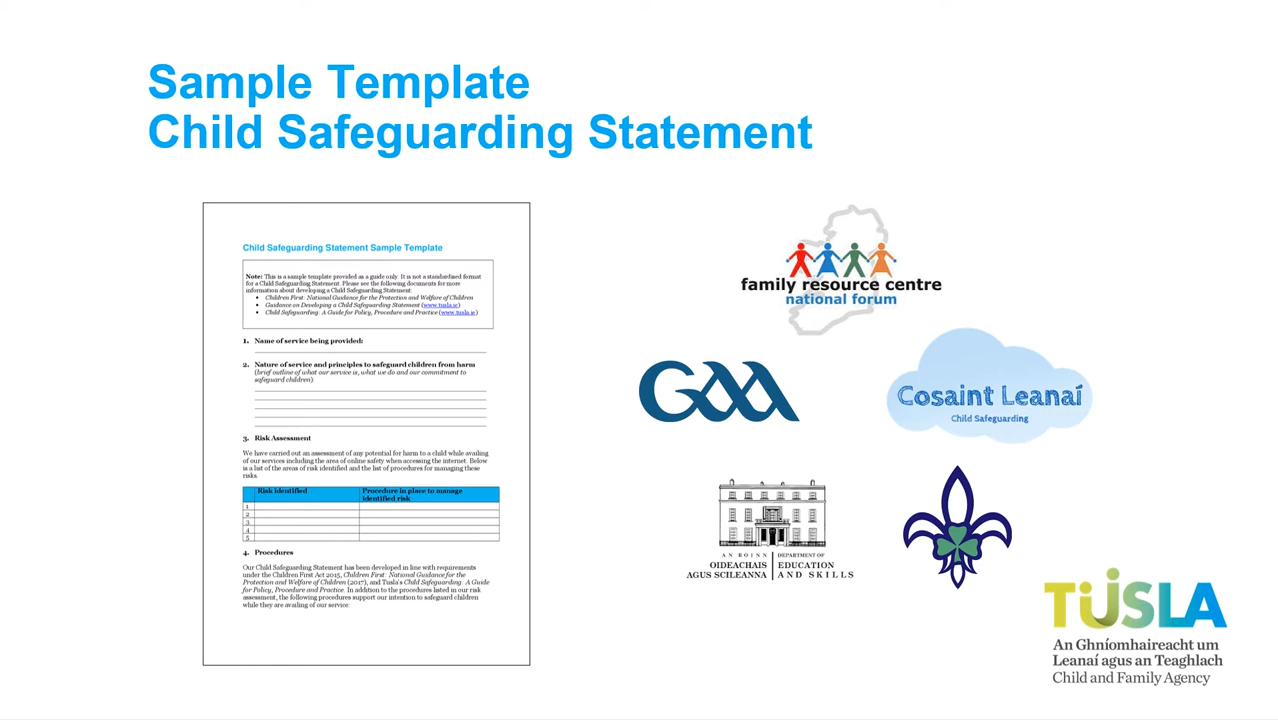 Sample Template
Child Safeguarding Statement
Child Safeguarding Statement Sample Template
Note: This is a sample template provided as a guide only. It is not a standardised format
for a Child Safeguarding Statement. Please see the following documents for more
information about developing a Child Safeguarding Statement:
• Children First: National Guidance for the Protection and Welfare of Children
• Guidance on Developing a Child Safeguarding Statement (www.tusla.ie)
• Child Safeguarding: A Guide for Policy, Procedure and Practice (www.tusla.ie)
1. Name of service being provided:
2. Nature of service and principles to safeguard children from harm
(brief outline of what our service is, what we do and our commitment to
safeguard children):
3. Risk Assessment
We have carried out an assessment of any potential for harm to a child while availing
of our services including the area of online safety when accessing the internet. Below
is a list of the areas of risk identified and the list of procedures for managing these
risks.
Risk identified
Procedure in place to manage
identified risk
1
2
3
4
5
4. Procedures
Our Child Safeguarding Statement has been developed in line with requirements
under the Children First Act 2015, Children First: National Guidance for the
Protection and Welfare of Children (2017), and Tusla's Child Safeguarding: A Guide
for Policy, Procedure and Practice. In addition to the procedures listed in our risk
assessment, the following procedures support our intention to safeguard children
while they are availing of our service:
family resource centre
national forum
GAA
Cosaint Leanaí
Child Safeguarding
AN ROINN DEPARTMENT OF
OIDEACHAIS EDUCATION
AGUS SCILEANNA AND SKILLS
TUSLA
An Ghníomhaireacht um
Leanaí agus an Teaghlach
Child and Family Agency